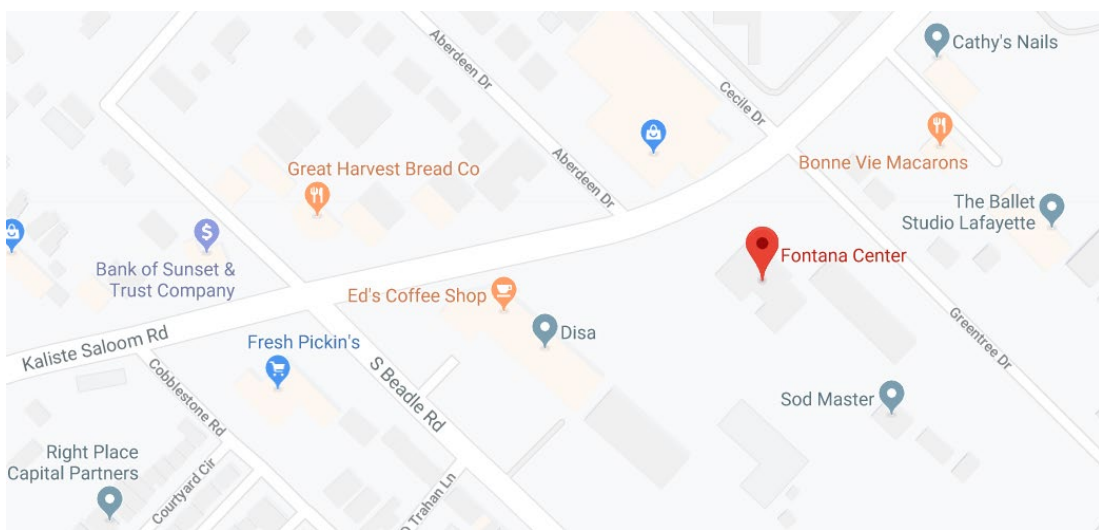 Aberdeen Dr
Cathy's Nails
Cecile Dr
Great Harvest Bread Co
Aberdeen Dr
Bonne Vie Macarons
The Ballet
Studio Lafayette
$
Bank of Sunset &
Trust Company
Fontana Center
Ed's Coffee Shop
Disa
Greentree Dr
Kaliste Saloom Rd
Fresh Pickin's
S Beadle Rd
Cobblestone Rd
Sod Master
Right Place
Capital Partners
Courtyard Cir
Trahan Ln